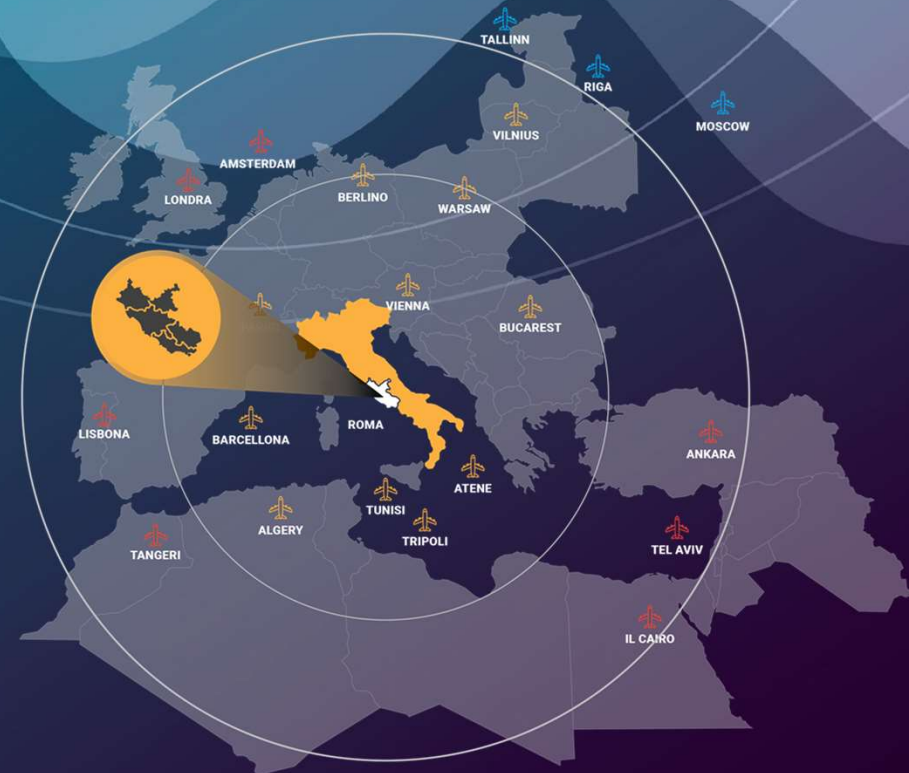 TALLINN
RIGA
MOSCOW
VILNIUS
AMSTERDAM
LONDRA
BERLINO
WARSAW
VIENNA
BUCAREST
LISBONA
BARCELLONA
ROMA
ANKARA
ATENE
TUNISI
ALGERY
TRIPOLI
TANGERI
TEL AVIV
IL CAIRO